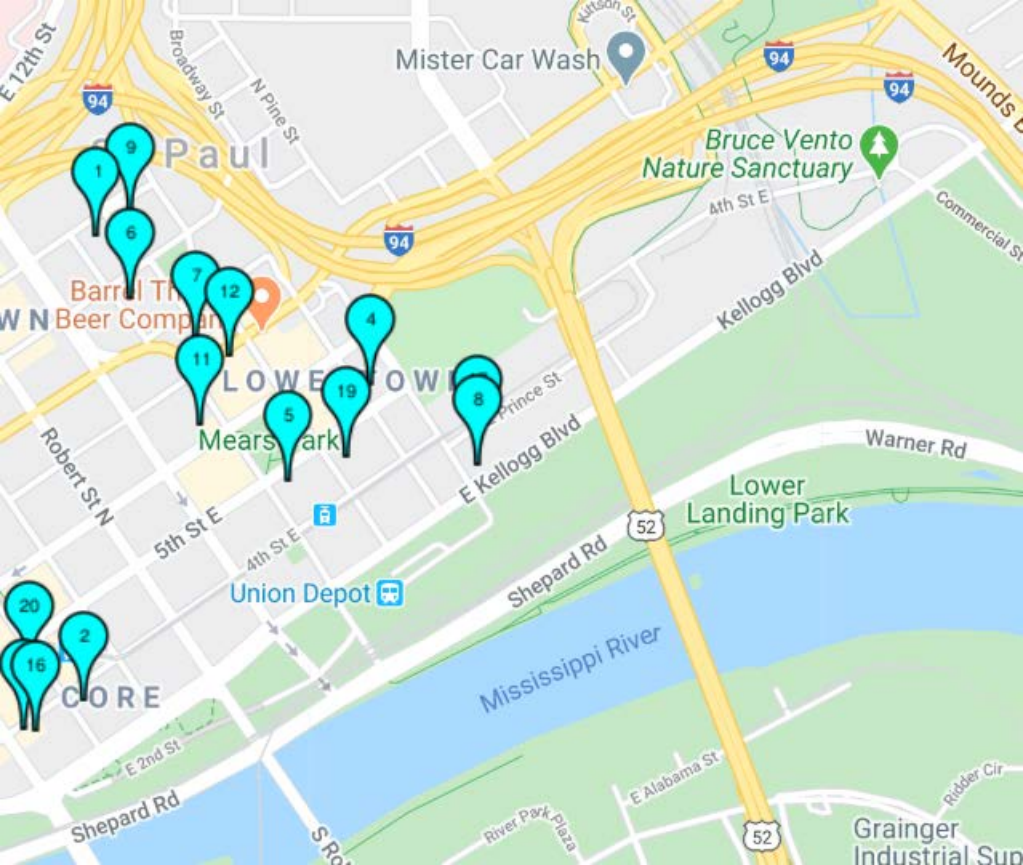 Kittson St
E 12th St
Broadway St
Mister Car Wash
94
94
94
N Pine St
Mounds
9
Paul
Bruce Vento
Nature Sanctuary
1
4th St E
Commercial St
6
94
7
12
Kellogg Blvd
Barrel Th
Beer Compan
WN
4
11
LOWE TOWN
19
8
Prince St
5
Mears Park
E Kellogg Blvd
Warner Rd
Robert St N
Lower
Landing Park
5th St E
4th St E
52
Shepard Rd
Union Depot
20
2
16
Mississippi River
CORE
E 2nd St
E Alabama St
Ridder Cir
Shepard Rd
River Park Plaza
S Ro
52
Grainger
Industrial Sup